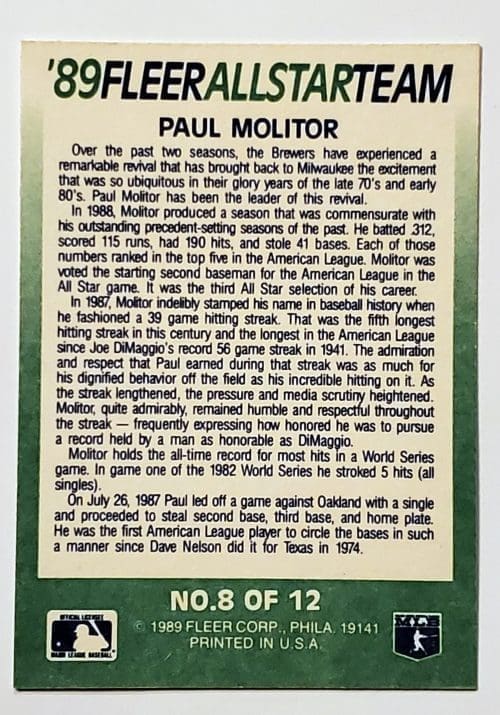 '89FLEERALLSTARTEAM
PAUL MOLITOR
Over the past two seasons, the Brewers have experienced a
remarkable revival that has brought back to Milwaukee the excitement
that was so ubiquitous in their glory years of the late 70's and early
80's. Paul Molitor has been the leader of this revival.
In 1988, Molitor produced a season that was commensurate with
his outstanding precedent-setting seasons of the past. He batted .312,
scored 115 runs, had 190 hits, and stole 41 bases. Each of those
numbers ranked in the top five in the American League. Molitor was
voted the starting second baseman for the American League in the
All Star game. It was the third All Star selection of his career.
In 1987, Molitor indelibly stamped his name in baseball history when
he fashioned a 39 game hitting streak. That was the fifth longest
hitting streak in this century and the longest in the American League
since Joe DiMaggio's record 56 game streak in 1941. The admiration
and respect that Paul earned during that streak was as much for
his dignified behavior off the field as his incredible hitting on it. As
the streak lengthened, the pressure and media scrutiny heightened.
Molitor, quite admirably, remained humble and respectful throughout
the streak — frequently expressing how honored he was to pursue
a record held by a man as honorable as DiMaggio.
Molitor holds the all-time record for most hits in a World Series
game. In game one of the 1982 World Series he stroked 5 hits (all
singles).
On July 26, 1987 Paul led off a game against Oakland with a single
and proceeded to steal second base, third base, and home plate.
He was the first American League player to circle the bases in such
a manner since Dave Nelson did it for Texas in 1974.
NO.8 OF 12
© 1989 FLEER CORP., PHILA. 19141
PRINTED IN U.S.A.
OFFICIAL LICENSEE
MAJOR LEAGUE BASEBALL
MLB